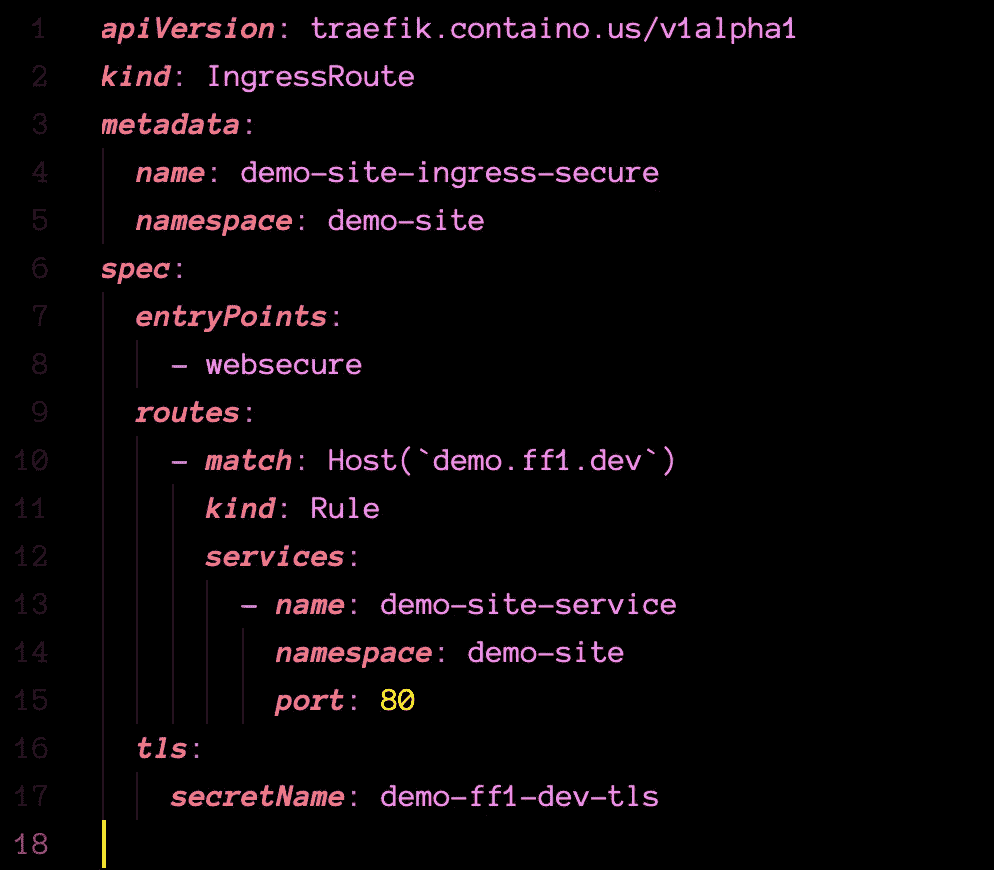 1 apiVersion: traefik.containo.us/v1alpha1
2 kind: IngressRoute
3 metadata:
4   name: demo-site-ingress-secure
5   namespace: demo-site
6 spec:
7   entryPoints:
8     - websecure
9   routes:
10     - match: Host(`demo.ff1.dev`)
11       kind: Rule
12       services:
13         - name: demo-site-service
14           namespace: demo-site
15           port: 80
16   tls:
17     secretName: demo-ff1-dev-tls
18